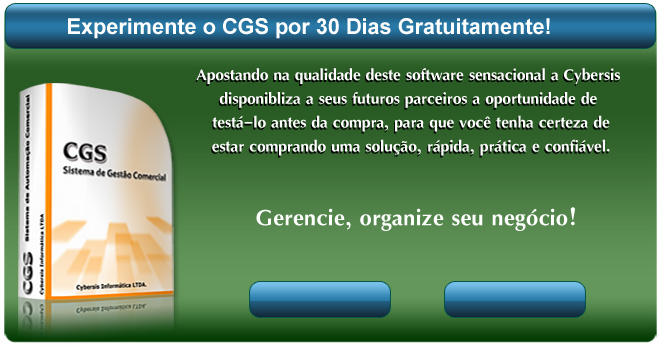 Experimente o CGS por 30 Dias Gratuitamente!
Apostando na qualidade deste software sensacional a Cybersis
disponibliza a seus futuros parceiros a oportunidade de
testá-lo antes da compra, para que você tenha certeza de
estar comprando uma solução, rápida, prática e confiável.
Gerencie, organize seu negócio!
CGS
Sistema de Gestão Comercial
Cybersis Informática LTDA.
CGS Sistema de Automação Comercial
Cybersis Informática LTDA